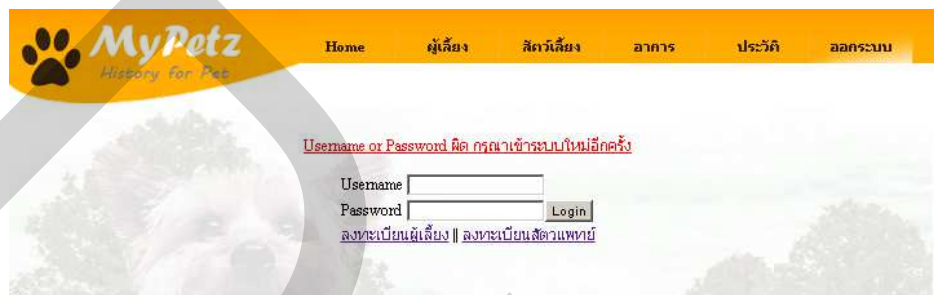 MyPetz
History for Pet
Home ผู้เลี้ยง สัตว์เลี้ยง อาการ ประวัติ ออกระบบ
Username or Password ผิด กรุณาเข้าระบบใหม่อีกครั้ง
Username
Password Login
ลงทะเบียนผู้เลี้ยง || ลงทะเบียนสัตวแพทย์